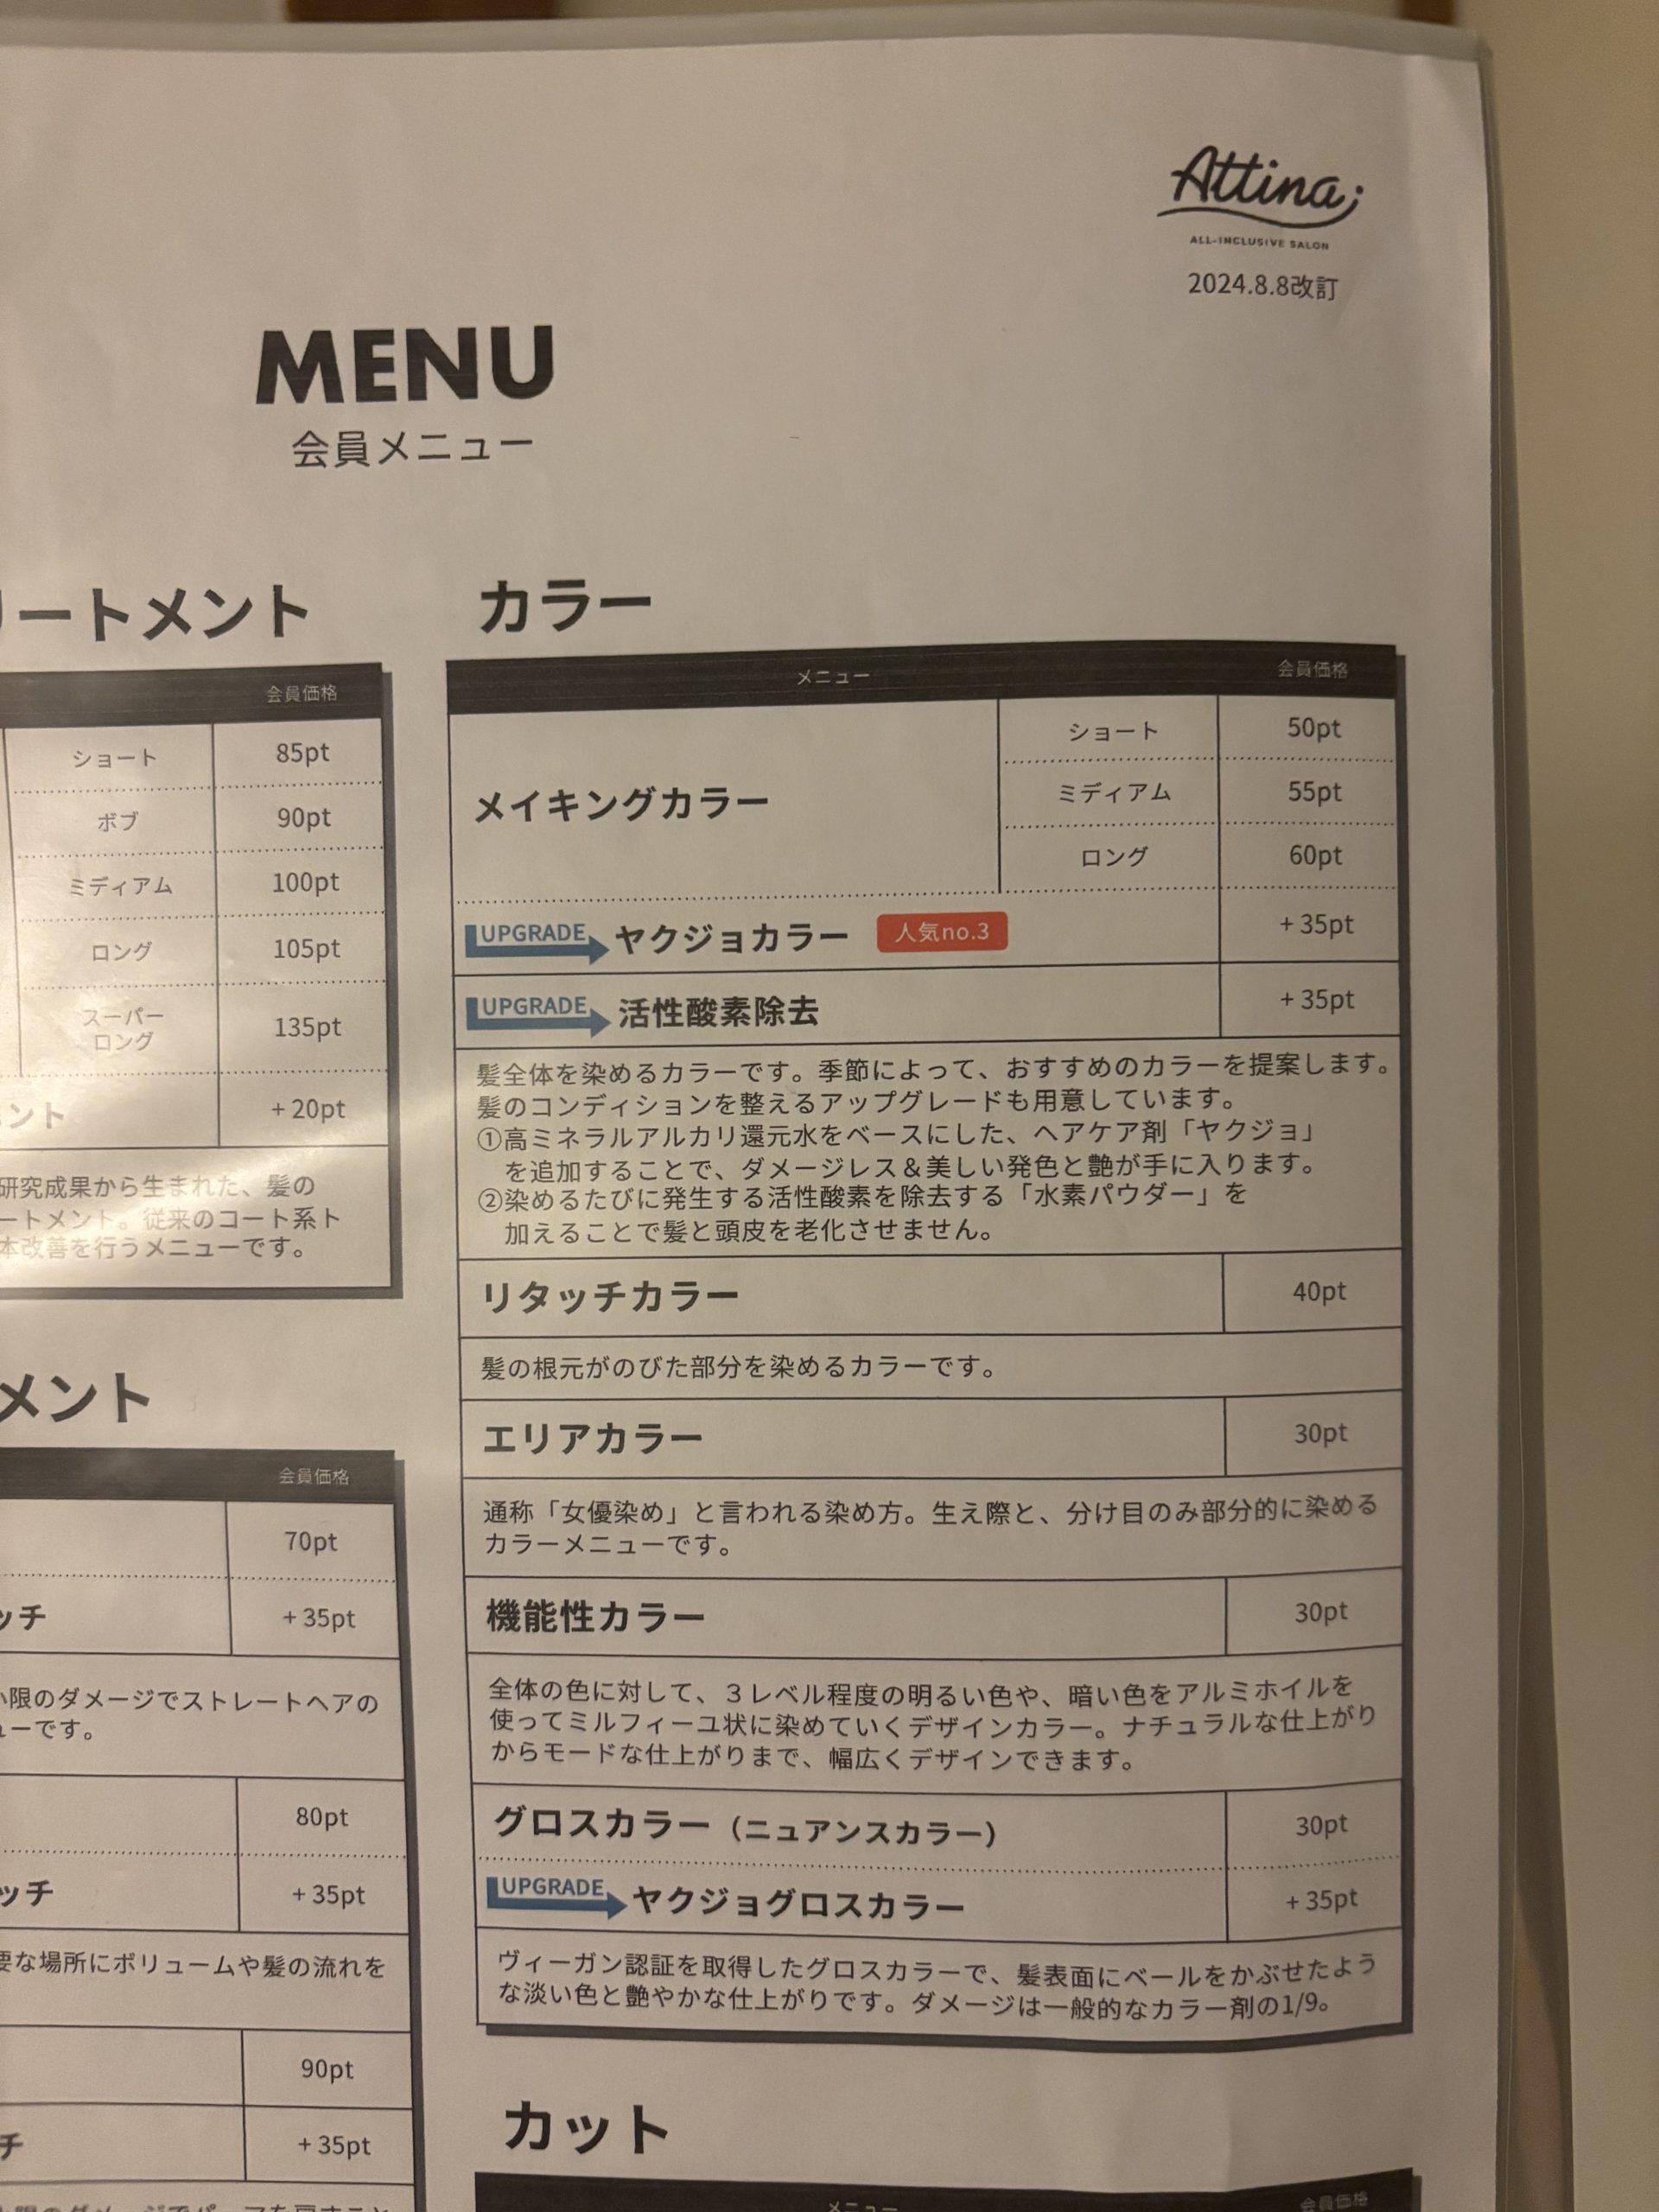 Attina;
ALL-INCLUSIVE SALON
2024.8.8改訂
MENU
会員メニュー
ートメント
会員価格
ショート 85pt
ボブ 90pt
ミディアム 100pt
ロング 105pt
スーパー
ロング 135pt
ント +20pt
研究成果から生まれた、髪の
ートメント。従来のコート系ト
本改善を行うメニューです。
メント
会員価格
70pt
ッチ +35pt
限のダメージでストレートヘアの
ューです。
80pt
ッチ +35pt
要な場所にボリュームや髪の流れを
90pt
チ +35pt
カラー
メニュー 会員価格
メイキングカラー
ショート 50pt
ミディアム 55pt
ロング 60pt
UPGRADE ヤクジョカラー 人気no.3 +35pt
UPGRADE 活性酸素除去 +35pt
髪全体を染めるカラーです。季節によって、おすすめのカラーを提案します。
髪のコンディションを整えるアップグレードも用意しています。
①高ミネラルアルカリ還元水をベースにした、ヘアケア剤「ヤクジョ」
を追加することで、ダメージレス＆美しい発色と艶が手に入ります。
②染めるたびに発生する活性酸素を除去する「水素パウダー」を
加えることで髪と頭皮を老化させません。
リタッチカラー 40pt
髪の根元がのびた部分を染めるカラーです。
エリアカラー 30pt
通称「女優染め」と言われる染め方。生え際と、分け目のみ部分的に染める
カラーメニューです。
機能性カラー 30pt
全体の色に対して、３レベル程度の明るい色や、暗い色をアルミホイルを
使ってミルフィーユ状に染めていくデザインカラー。ナチュラルな仕上がり
からモードな仕上がりまで、幅広くデザインできます。
グロスカラー（ニュアンスカラー） 30pt
UPGRADE ヤクジョグロスカラー +35pt
ヴィーガン認証を取得したグロスカラーで、髪表面にベールをかぶせたよう
な淡い色と艶やかな仕上がりです。ダメージは一般的なカラー剤の1/9。
カット
メニュー 会員価格